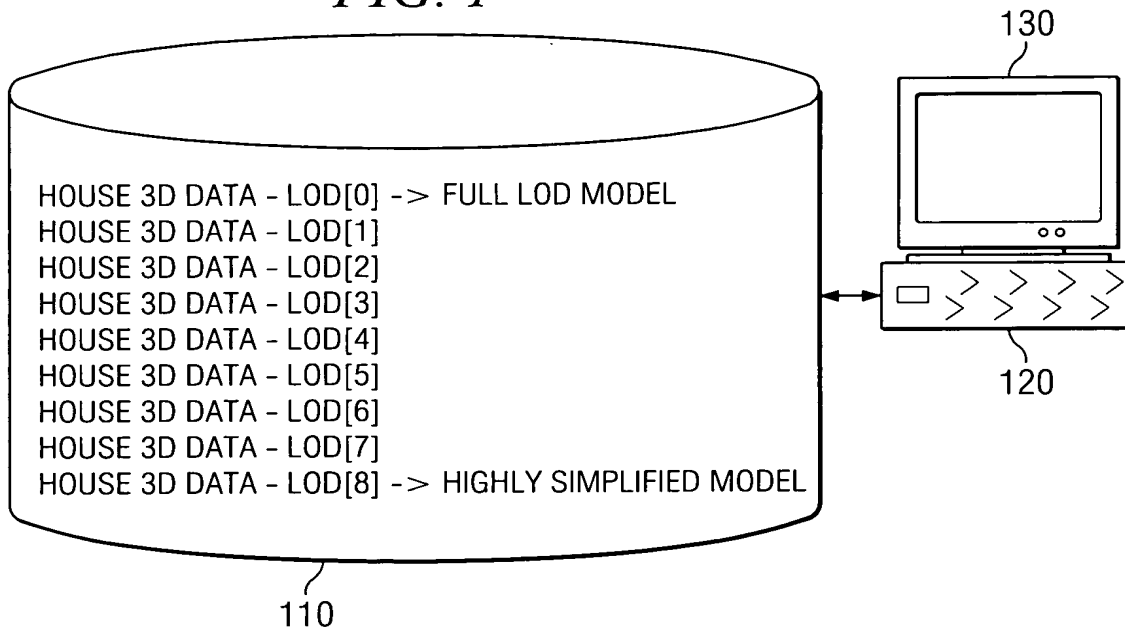 130
HOUSE 3D DATA - LOD[0] -> FULL LOD MODEL
HOUSE 3D DATA - LOD[1]
HOUSE 3D DATA - LOD[2]
HOUSE 3D DATA - LOD[3]
HOUSE 3D DATA - LOD[4]
HOUSE 3D DATA - LOD[5]
HOUSE 3D DATA - LOD[6]
HOUSE 3D DATA - LOD[7]
HOUSE 3D DATA - LOD[8] -> HIGHLY SIMPLIFIED MODEL
120
110